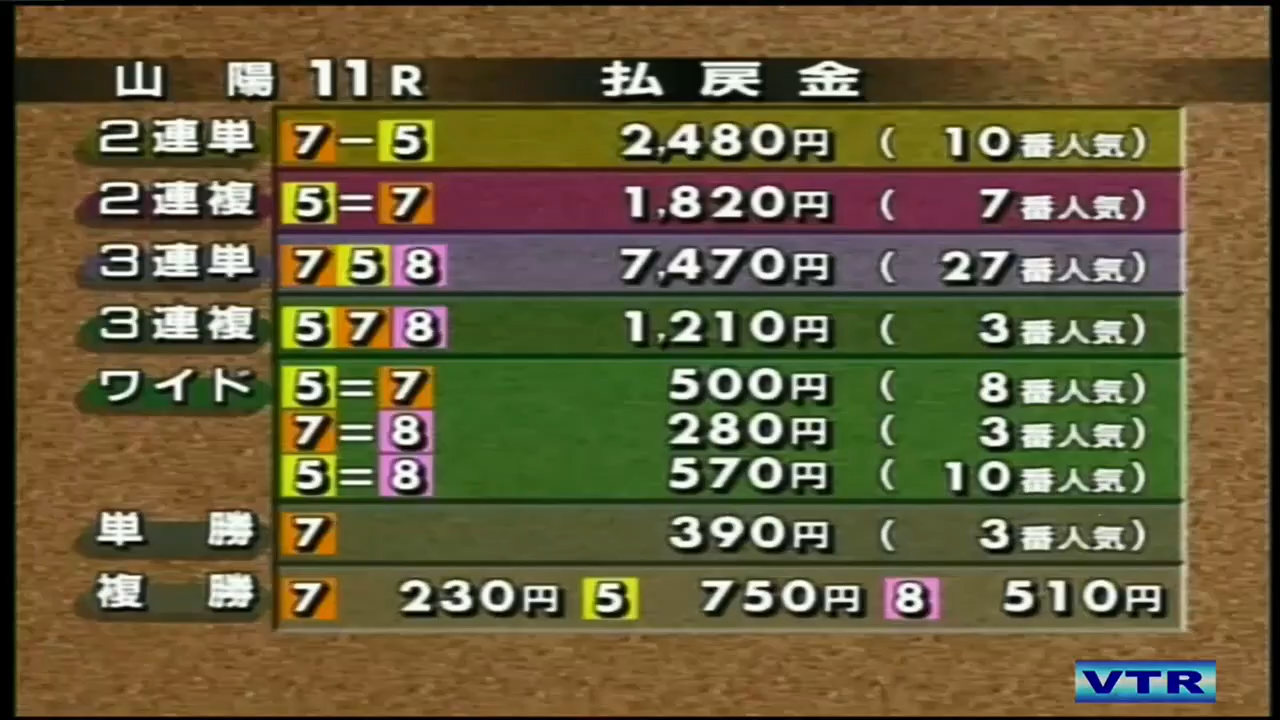 山陽 11R 払戻金
2連単 7-5 2,480円 ( 10番人気)
2連複 5=7 1,820円 ( 7番人気)
3連単 7 5 8 7,470円 ( 27番人気)
3連複 5 7 8 1,210円 ( 3番人気)
ワイド 5=7 500円 ( 8番人気)
7=8 280円 ( 3番人気)
5=8 570円 ( 10番人気)
単勝 7 390円 ( 3番人気)
複勝 7 230円 5 750円 8 510円
VTR